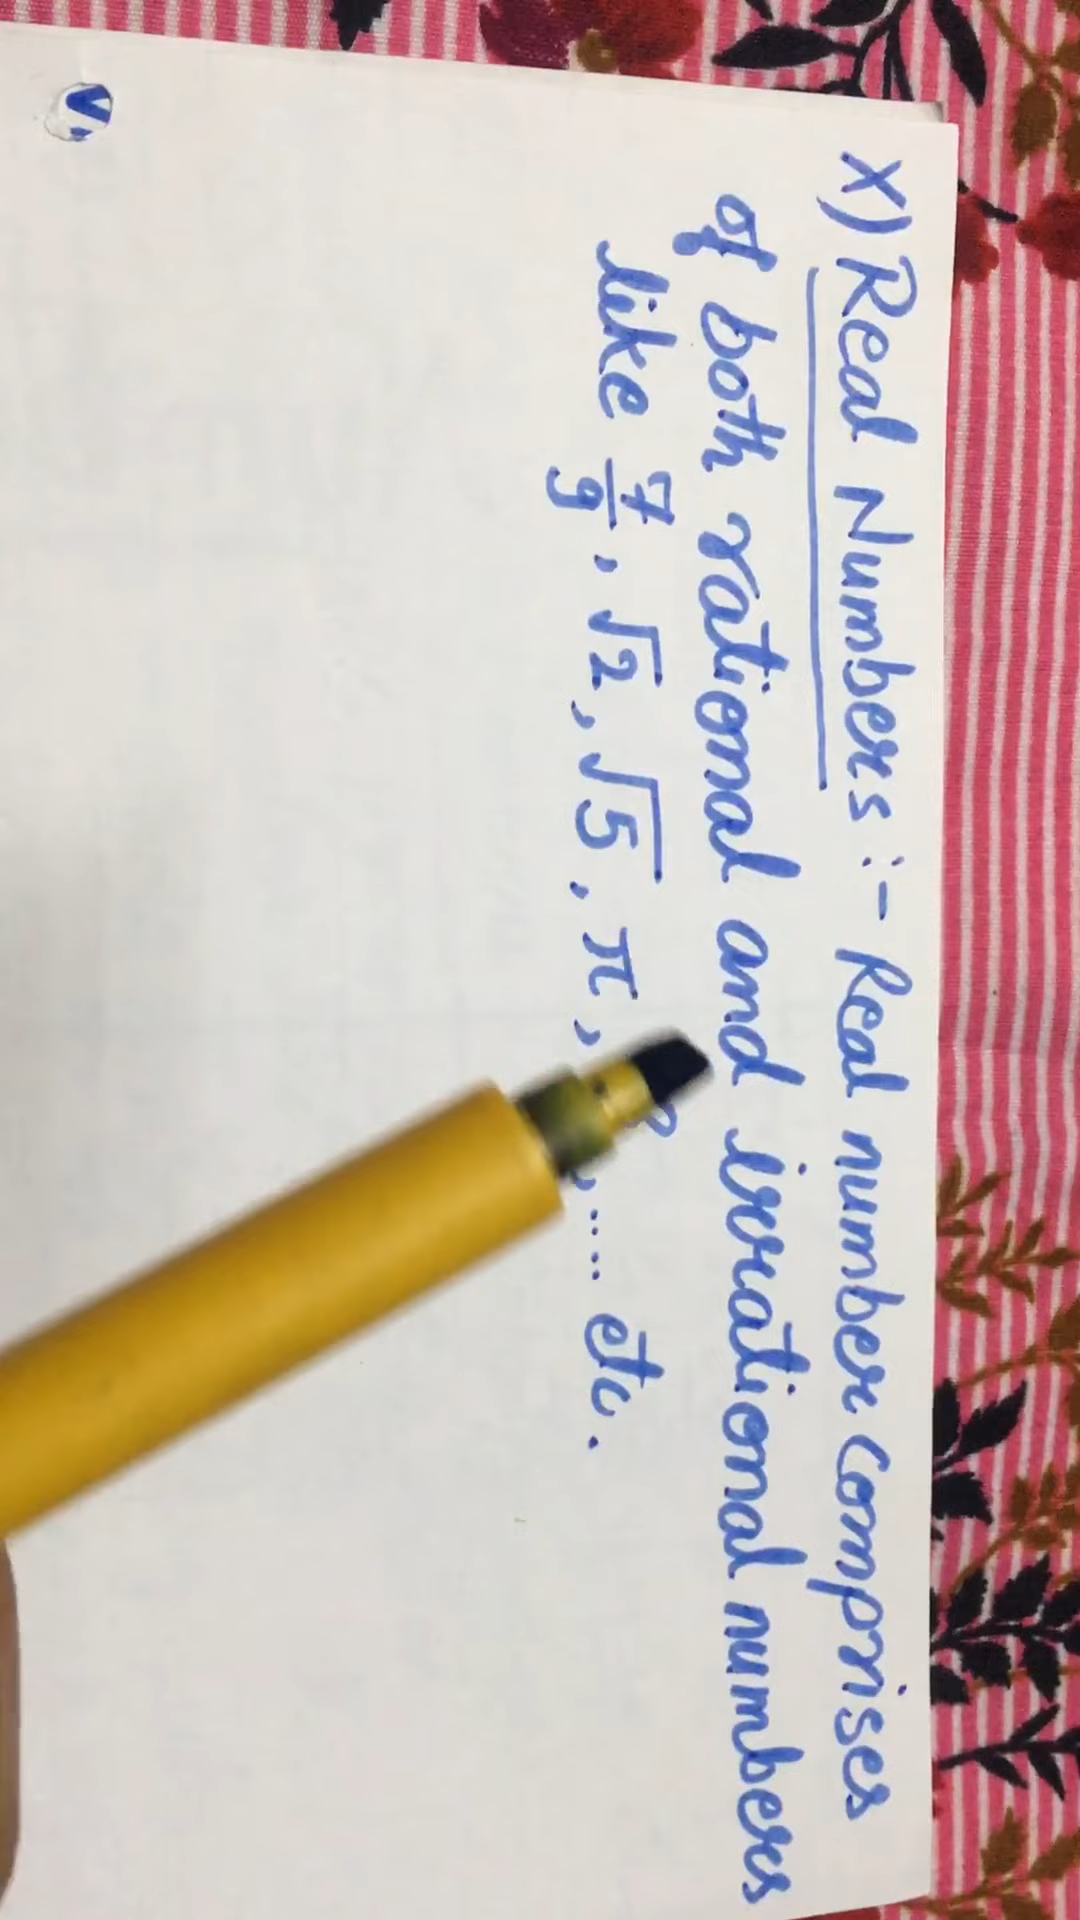 X) Real Numbers :- Real number comprises
of both rational and irrational numbers
like 7/9, √2, √5, π, , ..... etc.